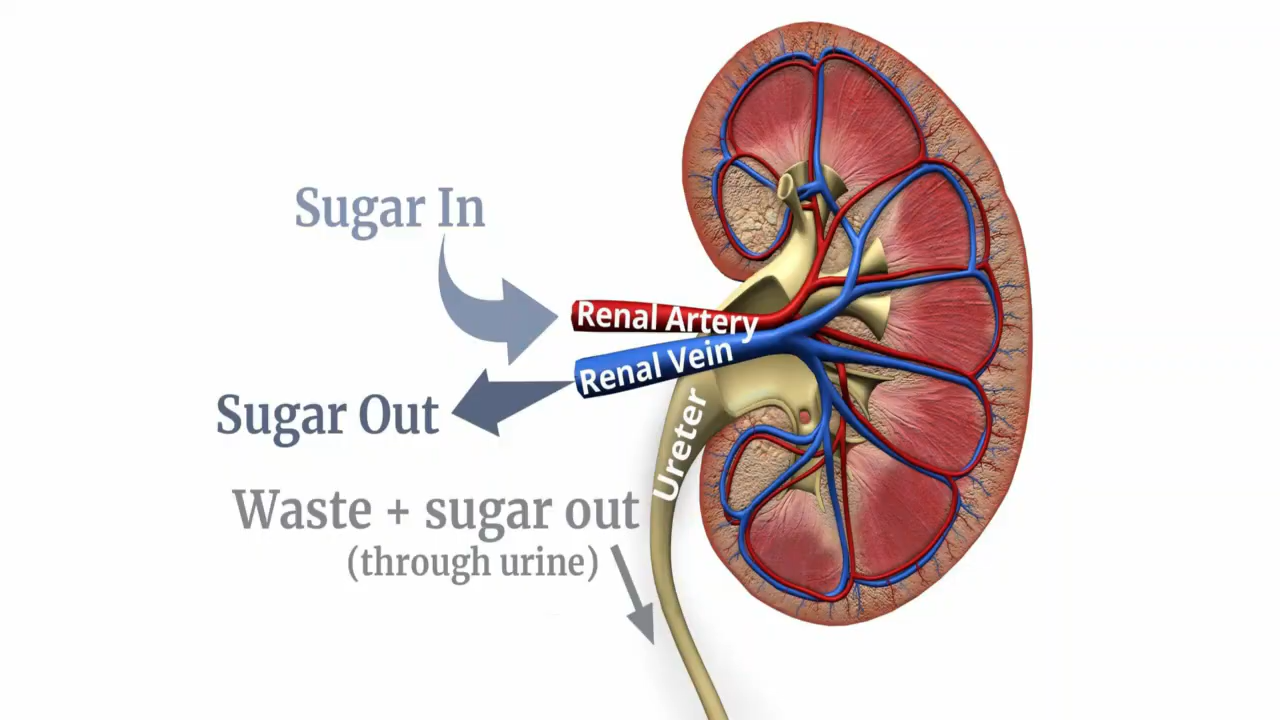 Sugar In
Renal Artery
Renal Vein
Sugar Out
Ureter
Waste + sugar out
(through urine)